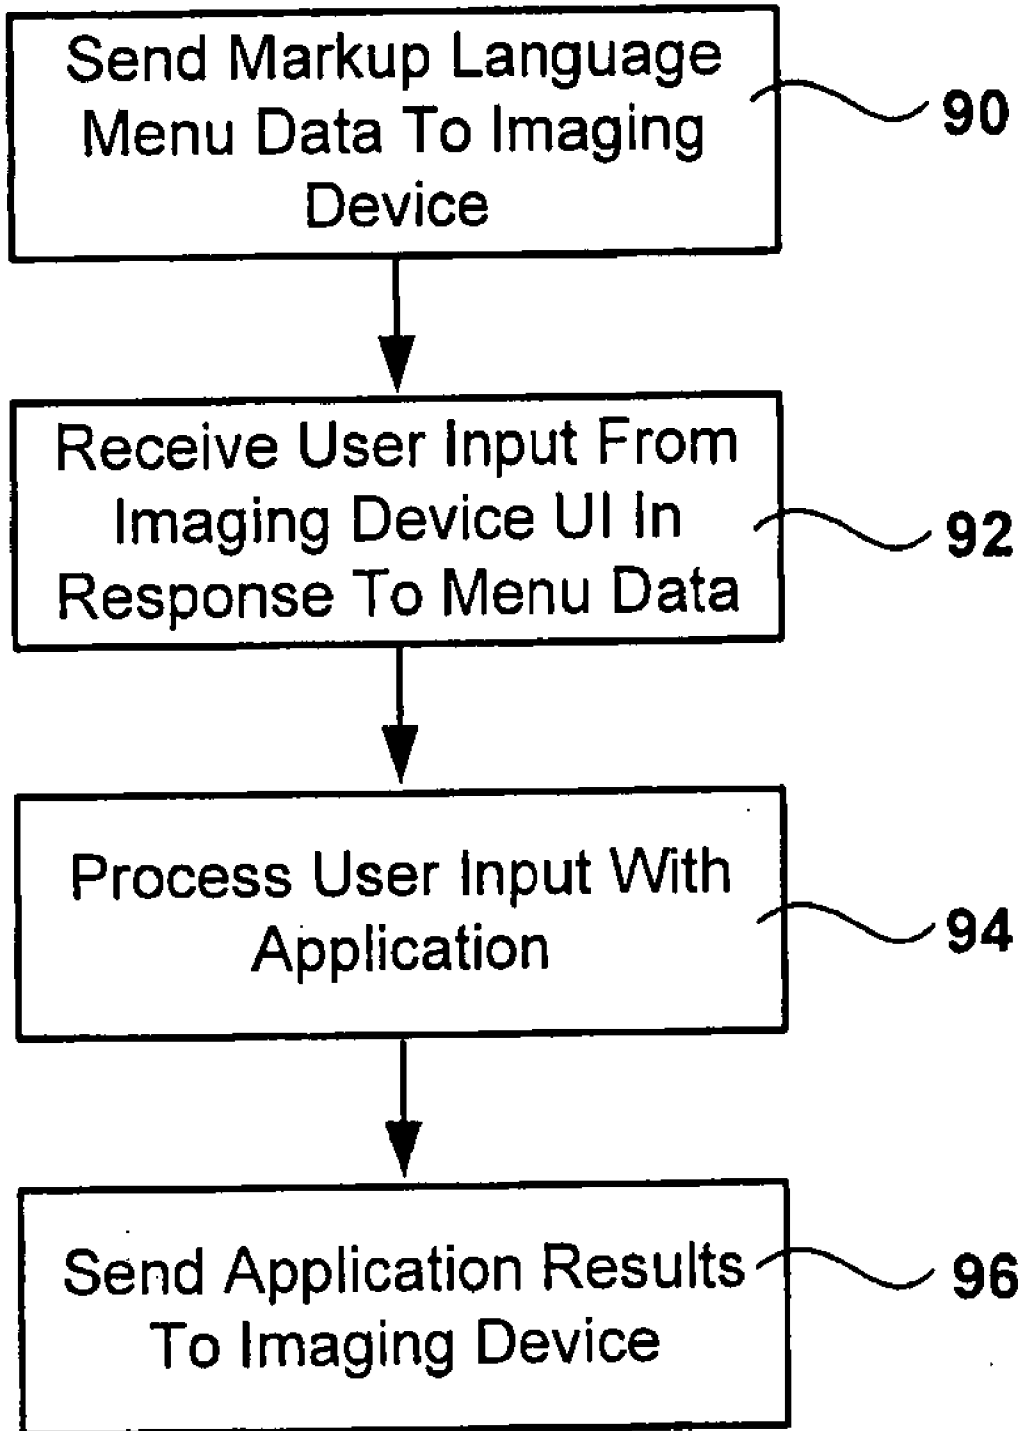 Send Markup Language
Menu Data To Imaging
Device
90
Receive User Input From
Imaging Device UI In
Response To Menu Data
92
Process User Input With
Application
94
Send Application Results
To Imaging Device
96